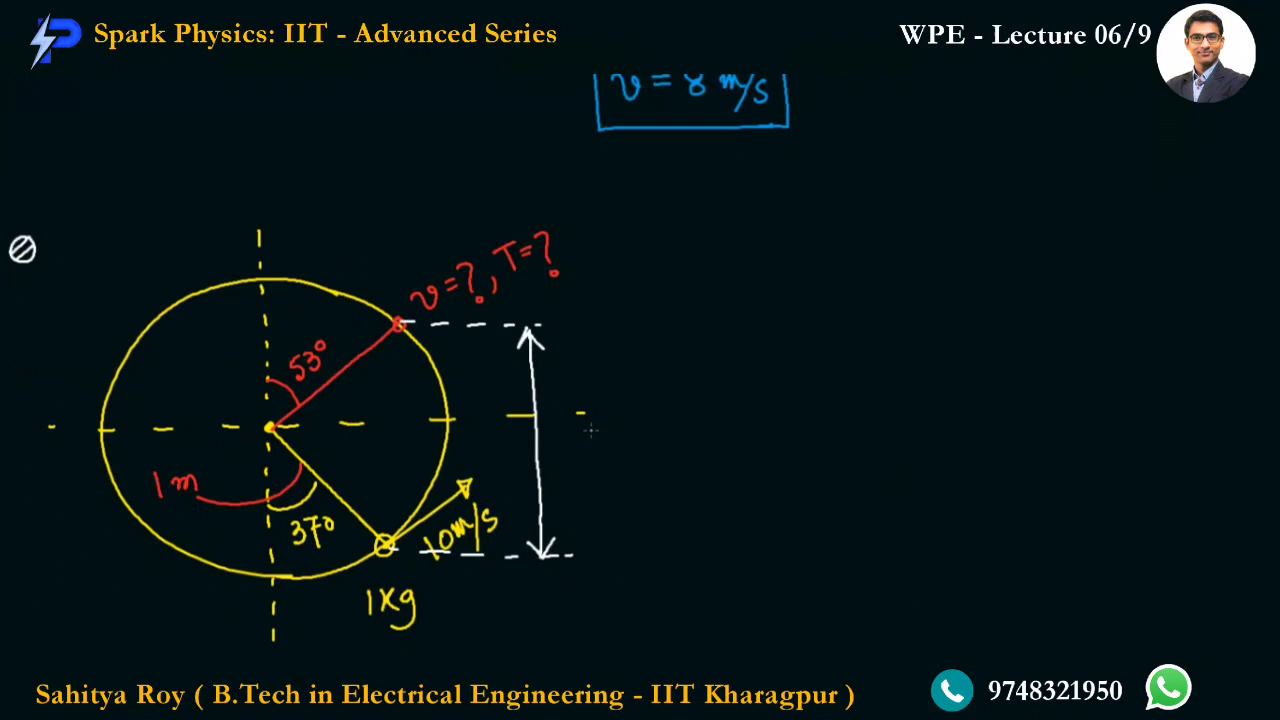 Spark Physics: IIT - Advanced Series
WPE - Lecture 06/9
v = 8 m/s
v=?, T=?
53°
1 m
37°
10m/s
1Kg
Sahitya Roy ( B.Tech in Electrical Engineering - IIT Kharagpur )
9748321950